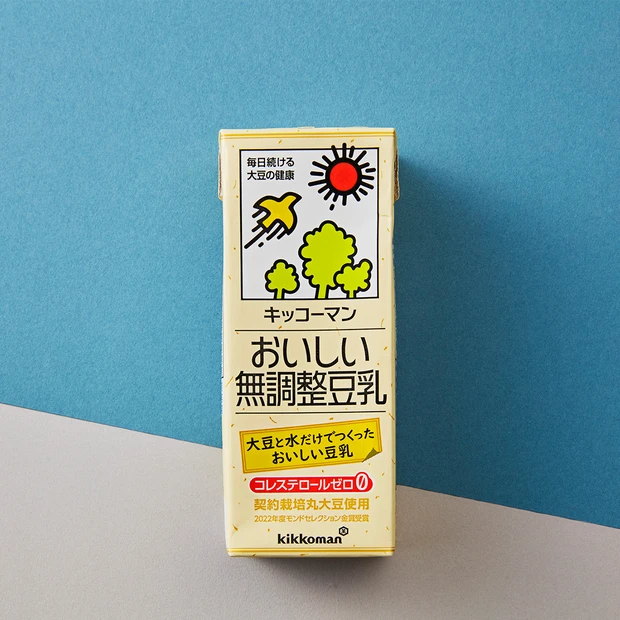 毎日続ける
大豆の健康
キッコーマン
おいしい
無調整豆乳
大豆と水だけでつくった
おいしい豆乳
コレステロールゼロ0
契約栽培丸大豆使用
2022年度モンドセレクション金賞受賞
kikkoman